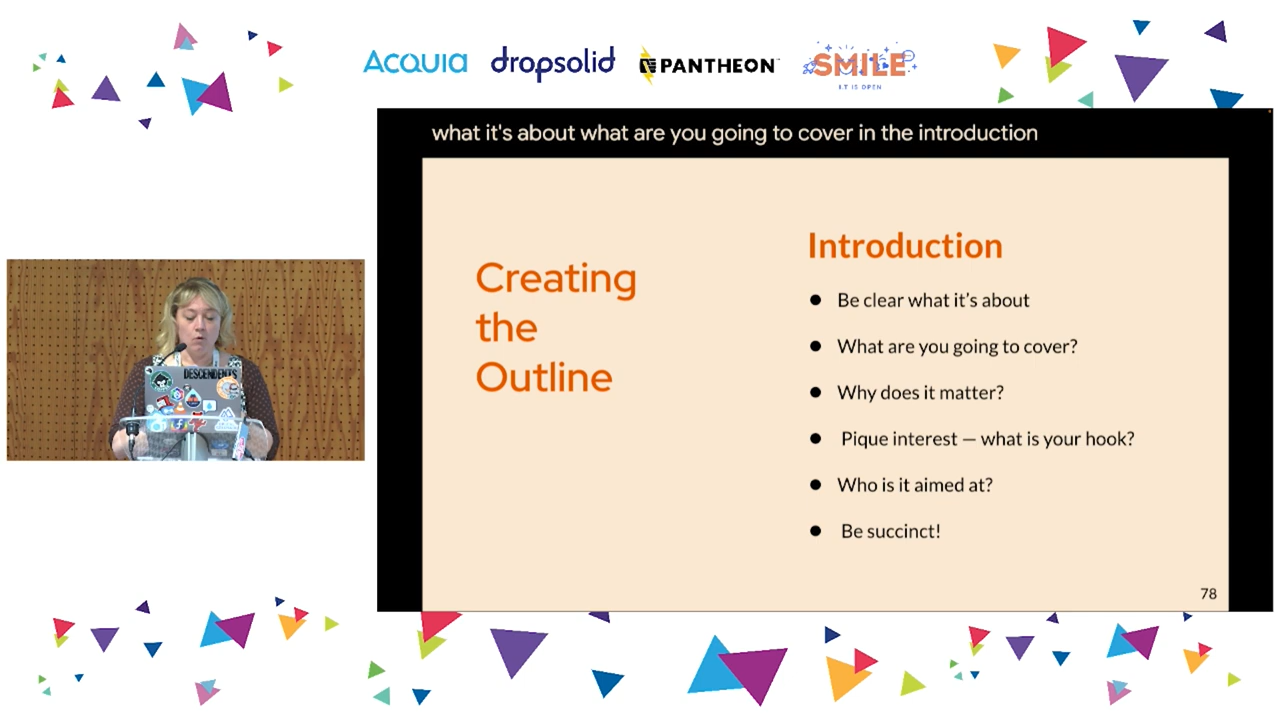 ACQUIA dropsolid PANTHEON SMILE
I.T IS OPEN
what it's about what are you going to cover in the introduction
Creating
the
Outline
Introduction
● Be clear what it's about
● What are you going to cover?
● Why does it matter?
● Pique interest — what is your hook?
● Who is it aimed at?
● Be succinct!
78
DESCENDENTS